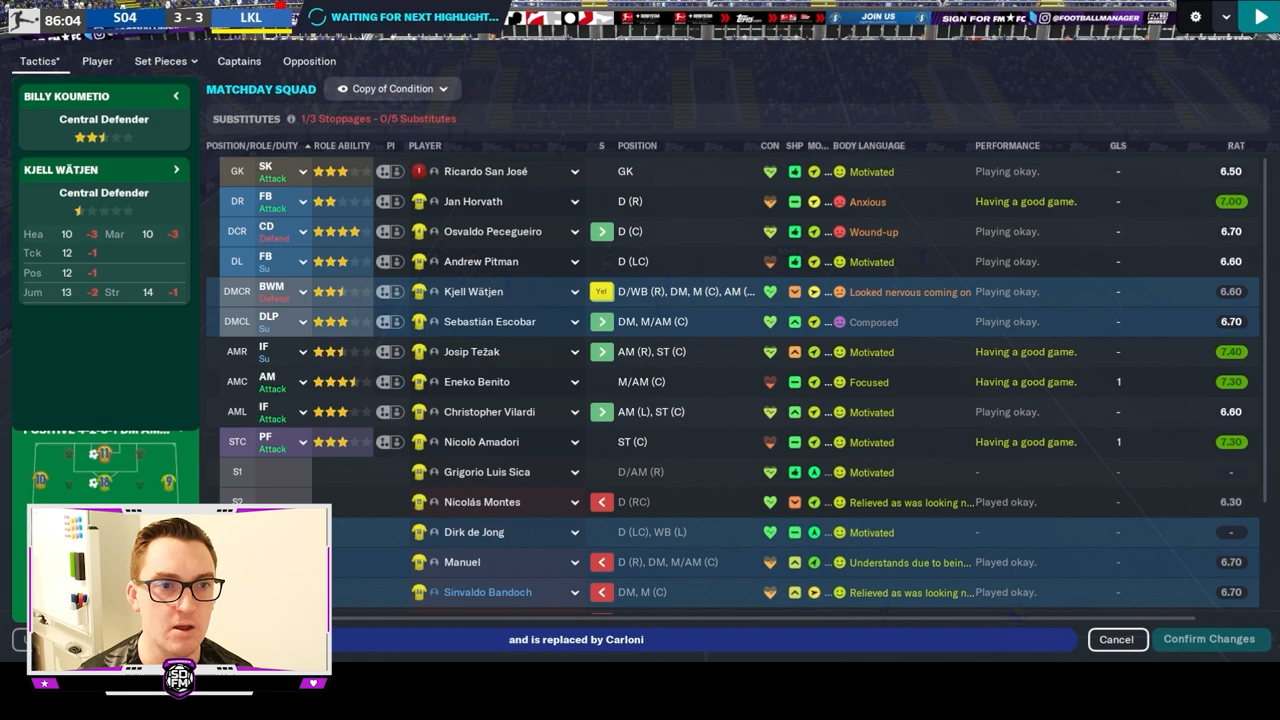 86:04 S04 3 - 3 LKL WAITING FOR NEXT HIGHLIGHT... JOIN US SIGN FOR FM★FC @FOOTBALLMANAGER
Tactics* Player Set Pieces Captains Opposition
BILLY KOUMETIO
Central Defender
KJELL WÄTJEN
Central Defender
Hea 10 -3 Mar 10 -3
Tck 12 -1
Pos 12 -1
Jum 13 -2 Str 14 -1
MATCHDAY SQUAD Copy of Condition
SUBSTITUTES 1/3 Stoppages - 0/5 Substitutes
POSITION/ROLE/DUTY ROLE ABILITY PI PLAYER S POSITION CON SHP MO... BODY LANGUAGE PERFORMANCE GLS RAT
GK SK Attack 1 Ricardo San José GK Motivated Playing okay. - 6.50
DR FB Attack Jan Horvath D (R) ... Anxious Having a good game. - 7.00
DCR CD Defend Osvaldo Pecegueiro D (C) ... Wound-up Playing okay. - 6.70
DL FB Su Andrew Pitman D (LC) ... Motivated Playing okay. - 6.60
DMCR BWM Defend Kjell Wätjen Yel D/WB (R), DM, M (C), AM (... ... Looked nervous coming on Playing okay. - 6.60
DMCL DLP Su Sebastián Escobar DM, M/AM (C) ... Composed Playing okay. - 6.70
AMR IF Su Josip Težak AM (R), ST (C) ... Motivated Having a good game. - 7.40
AMC AM Attack Eneko Benito M/AM (C) ... Focused Having a good game. 1 7.30
AML IF Attack Christopher Vilardi AM (L), ST (C) ... Motivated Playing okay. - 6.60
STC PF Attack Nicolò Amadori ST (C) ... Motivated Having a good game. 1 7.30
S1 Grigorio Luis Sica D/AM (R) ... Motivated - -
S2 Nicolás Montes D (RC) ... Relieved as was looking n... Played okay. 6.30
Dirk de Jong D (LC), WB (L) ... Motivated - - -
Manuel D (R), DM, M/AM (C) ... Understands due to bein... Played okay. - 6.70
Sinvaldo Bandoch DM, M (C) ... Relieved as was looking n... Played okay. - 6.70
11
10 18 9
and is replaced by Carloni
Cancel Confirm Changes
SDFM